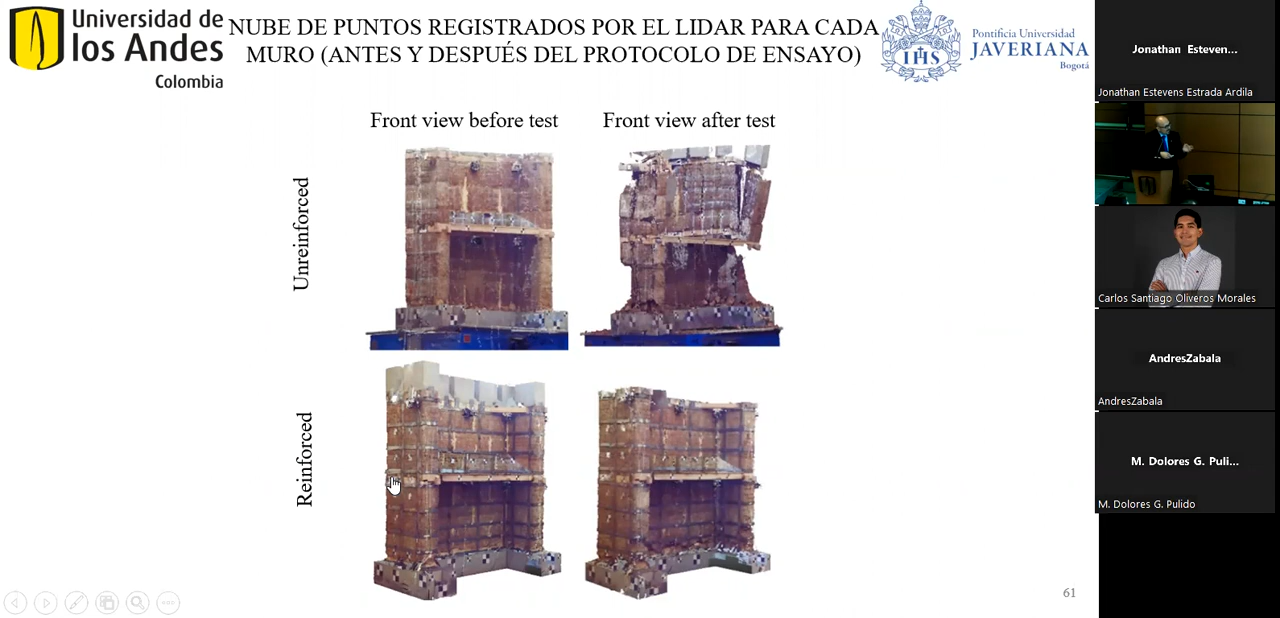 Universidad de
los Andes
Colombia
NUBE DE PUNTOS REGISTRADOS POR EL LIDAR PARA CADA
MURO (ANTES Y DESPUÉS DEL PROTOCOLO DE ENSAYO)
Pontificia Universidad
JAVERIANA
Bogotá
IHS
Front view before test
Front view after test
Unreinforced
Reinforced
61
Jonathan Esteven...
Jonathan Estevens Estrada Ardila
Carlos Santiago Oliveros Morales
AndresZabala
AndresZabala
M. Dolores G. Puli...
M. Dolores G. Pulido